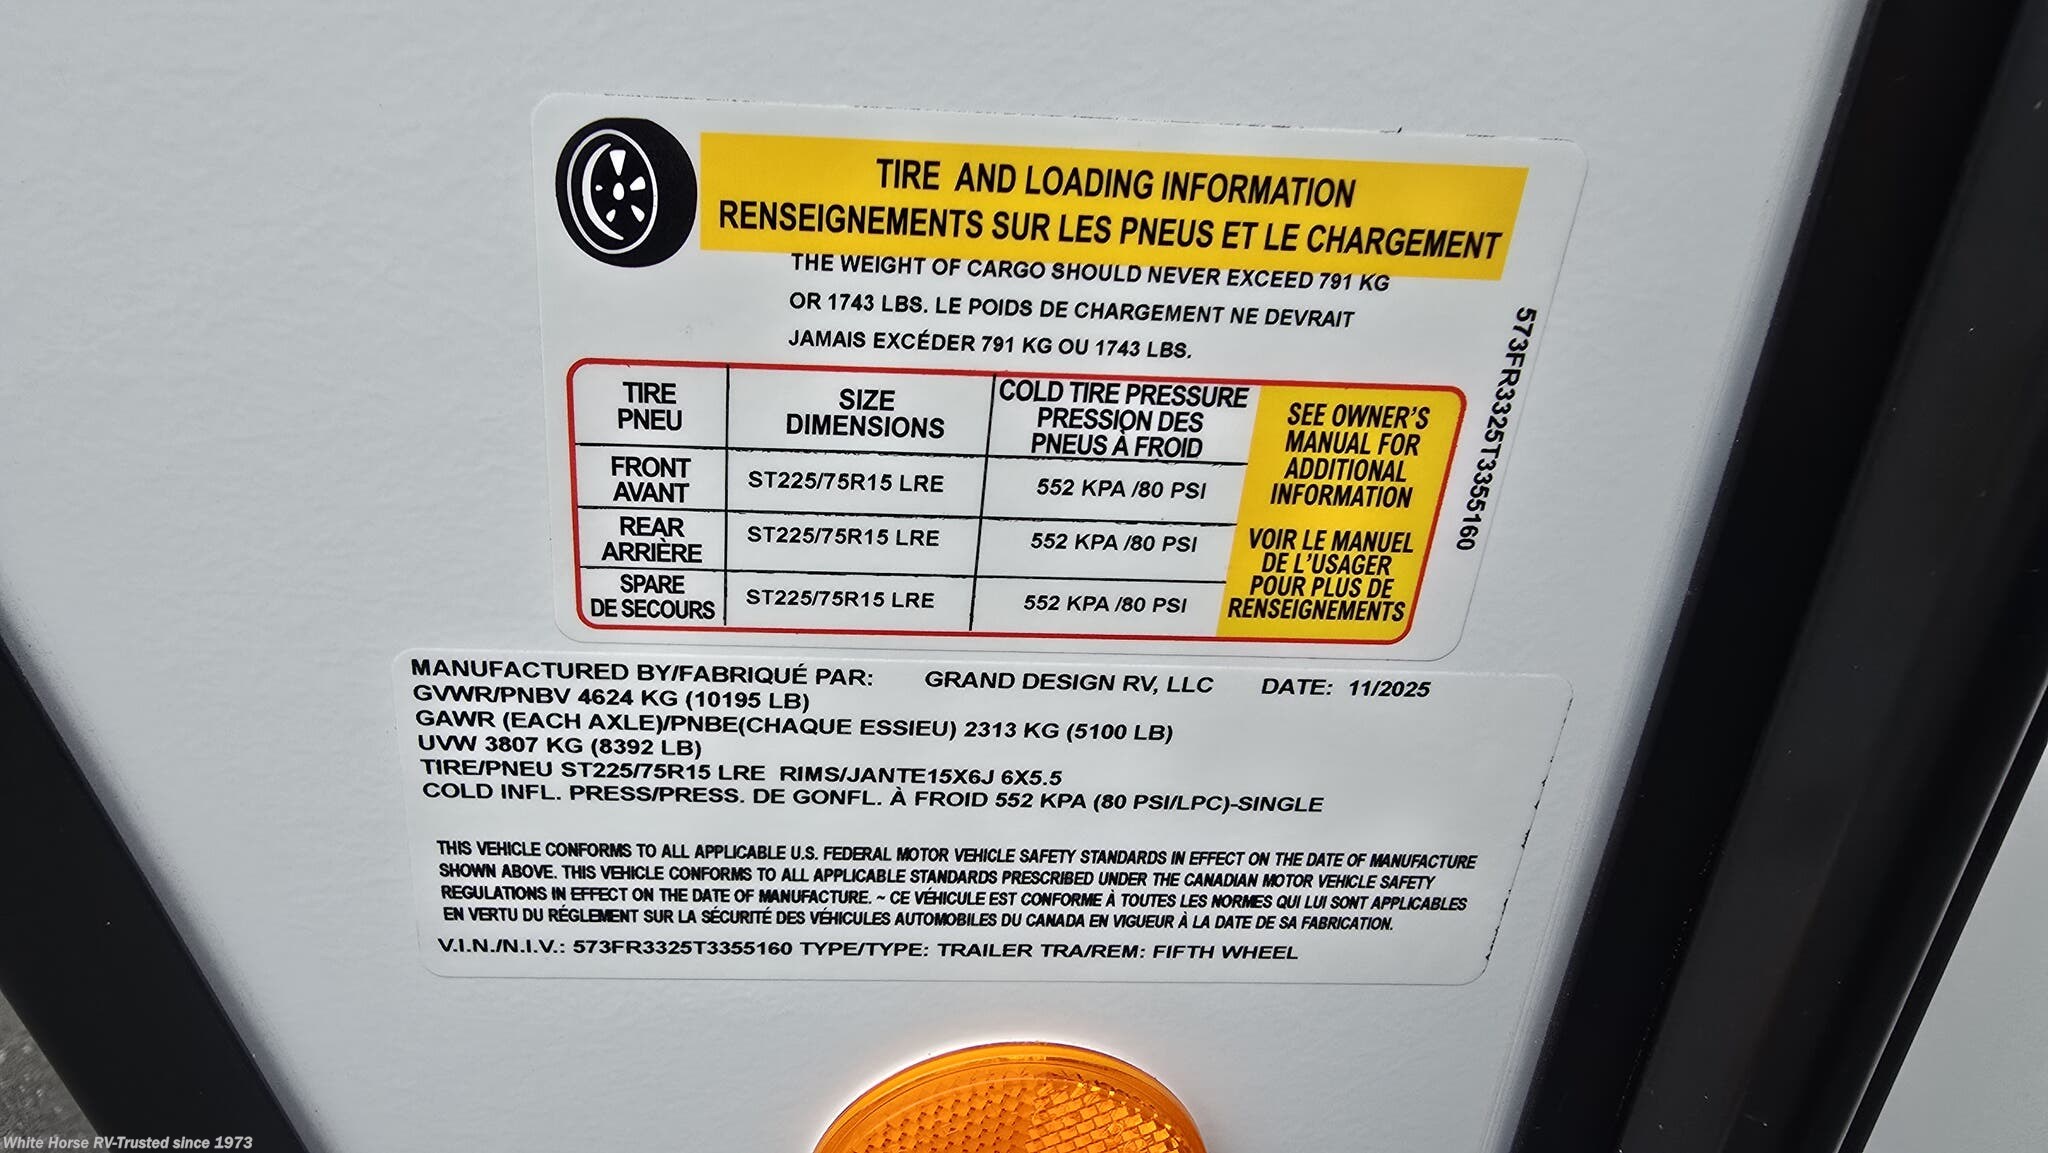 TIRE AND LOADING INFORMATION
RENSEIGNEMENTS SUR LES PNEUS ET LE CHARGEMENT
THE WEIGHT OF CARGO SHOULD NEVER EXCEED 791 KG
OR 1743 LBS. LE POIDS DE CHARGEMENT NE DEVRAIT
JAMAIS EXCÉDER 791 KG OU 1743 LBS.
TIRE
PNEU
SIZE
DIMENSIONS
COLD TIRE PRESSURE
PRESSION DES
PNEUS À FROID
FRONT
AVANT
ST225/75R15 LRE
552 KPA /80 PSI
REAR
ARRIÈRE
ST225/75R15 LRE
552 KPA /80 PSI
SPARE
DE SECOURS
ST225/75R15 LRE
552 KPA /80 PSI
SEE OWNER'S
MANUAL FOR
ADDITIONAL
INFORMATION
VOIR LE MANUEL
DE L'USAGER
POUR PLUS DE
RENSEIGNEMENTS
573FR3325T3355160
MANUFACTURED BY/FABRIQUÉ PAR: GRAND DESIGN RV, LLC DATE: 11/2025
GVWR/PNBV 4624 KG (10195 LB)
GAWR (EACH AXLE)/PNBE(CHAQUE ESSIEU) 2313 KG (5100 LB)
UVW 3807 KG (8392 LB)
TIRE/PNEU ST225/75R15 LRE RIMS/JANTE15X6J 6X5.5
COLD INFL. PRESS/PRESS. DE GONFL. À FROID 552 KPA (80 PSI/LPC)-SINGLE
THIS VEHICLE CONFORMS TO ALL APPLICABLE U.S. FEDERAL MOTOR VEHICLE SAFETY STANDARDS IN EFFECT ON THE DATE OF MANUFACTURE
SHOWN ABOVE. THIS VEHICLE CONFORMS TO ALL APPLICABLE STANDARDS PRESCRIBED UNDER THE CANADIAN MOTOR VEHICLE SAFETY
REGULATIONS IN EFFECT ON THE DATE OF MANUFACTURE. ~ CE VÉHICULE EST CONFORME À TOUTES LES NORMES QUI LUI SONT APPLICABLES
EN VERTU DU RÉGLEMENT SUR LA SÉCURITÉ DES VÉHICULES AUTOMOBILES DU CANADA EN VIGUEUR À LA DATE DE SA FABRICATION.
V.I.N./N.I.V.: 573FR3325T3355160 TYPE/TYPE: TRAILER TRA/REM: FIFTH WHEEL
White Horse RV-Trusted since 1973